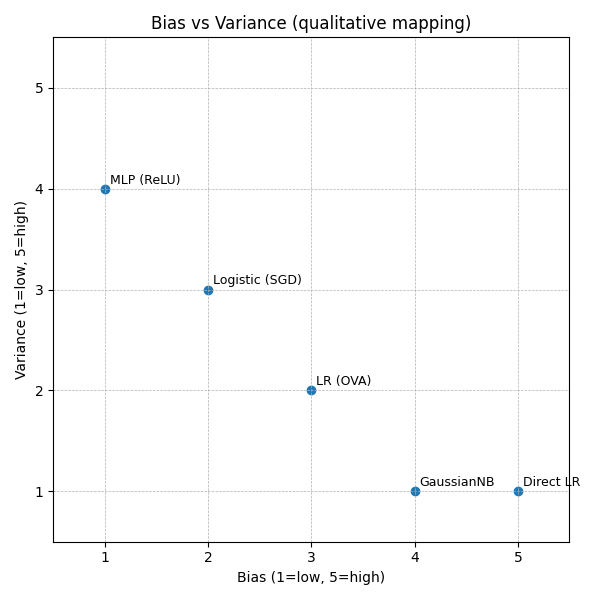 Bias vs Variance (qualitative mapping)
Variance (1=low, 5=high)
5
4
3
2
1
MLP (ReLU)
Logistic (SGD)
LR (OVA)
GaussianNB
Direct LR
1
2
3
4
5
Bias (1=low, 5=high)